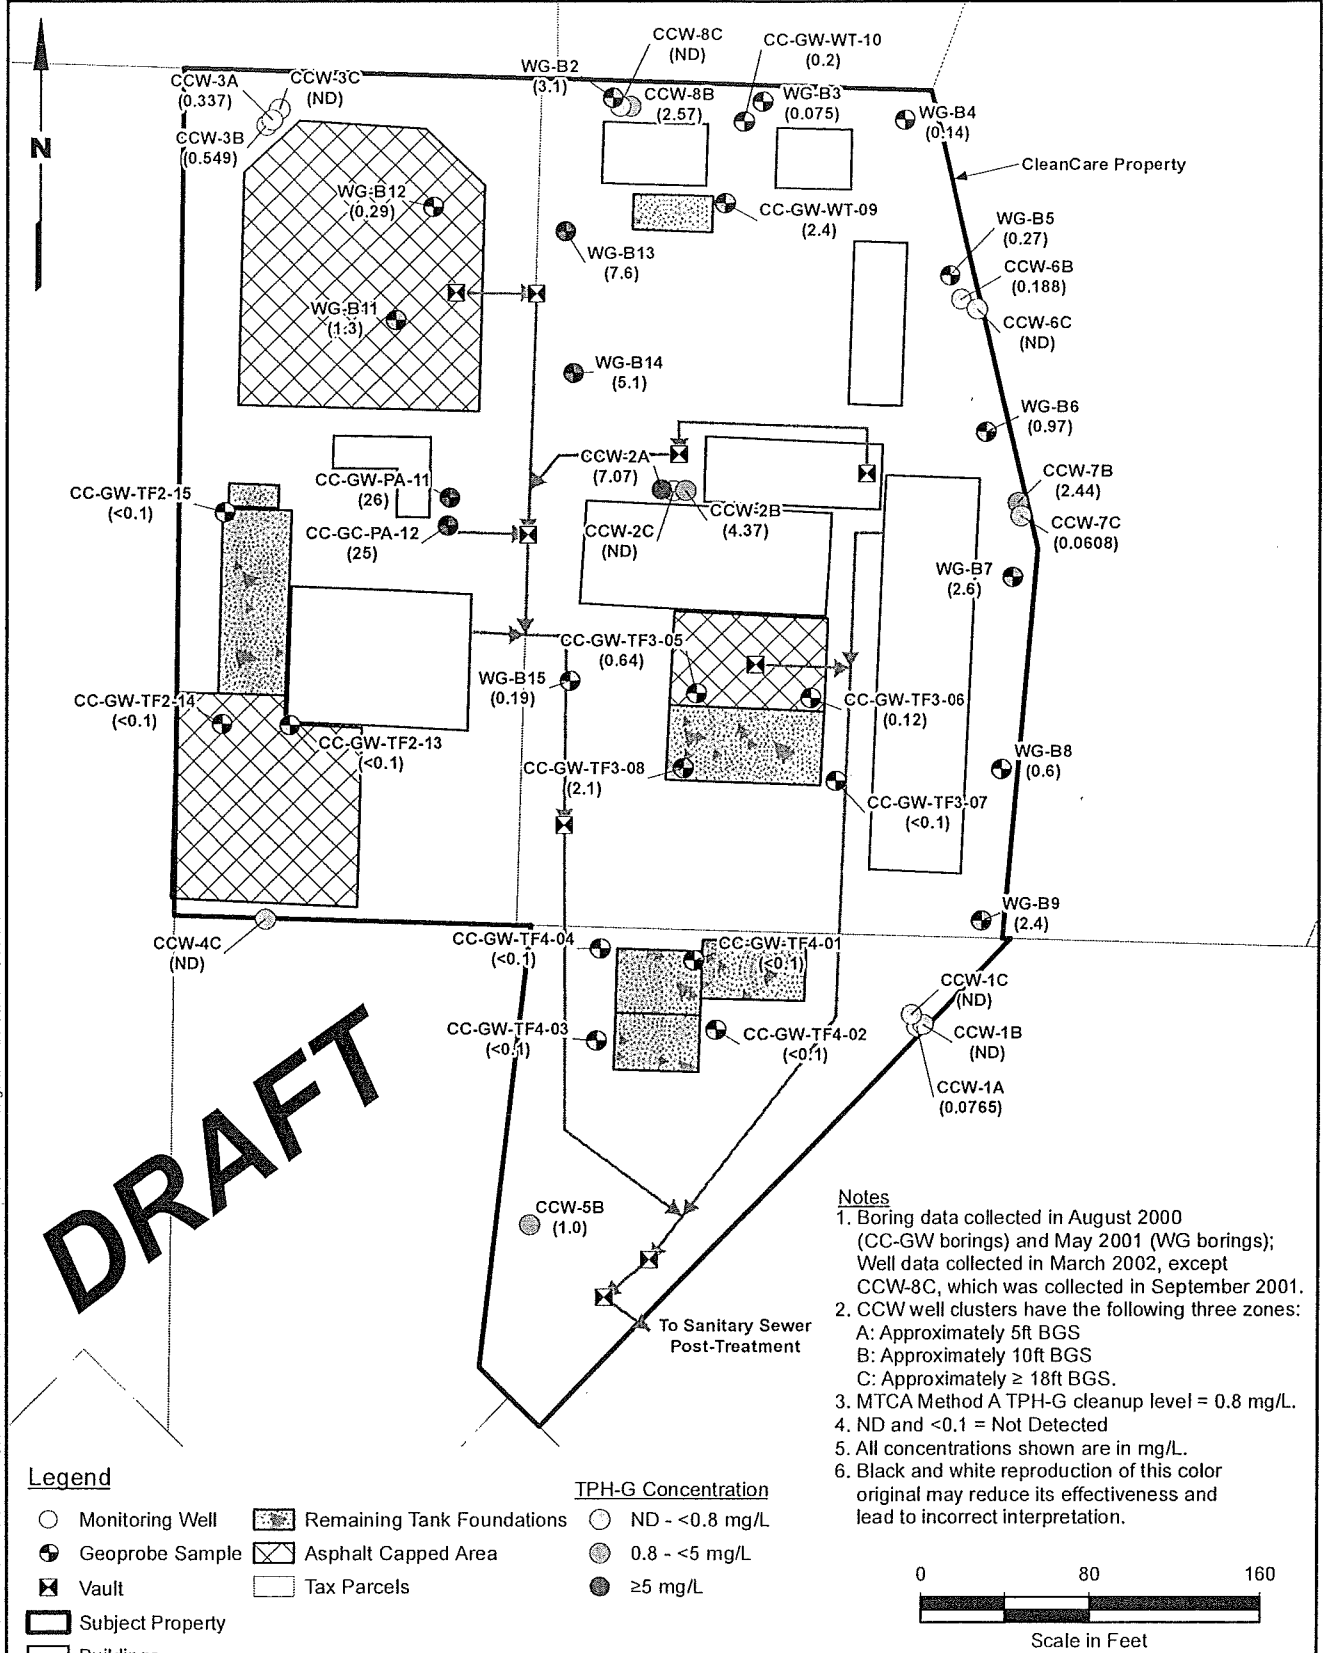 N
CCW-8C
(ND)
CC-GW-WT-10
(0.2)
WG-B2
(3.1)
CCW-3A
(0.337)
CCW-3C
(ND)
CCW-8B
(2.57)
WG-B3
(0.075)
WG-B4
(0.14)
CCW-3B
(0.549)
CleanCare Property
WG-B12
(0.29)
CC-GW-WT-09
(2.4)
WG-B5
(0.27)
WG-B13
(7.6)
CCW-6B
(0.188)
WG-B11
(1.3)
CCW-6C
(ND)
WG-B14
(5.1)
WG-B6
(0.97)
CCW-2A
(7.07)
CC-GW-PA-11
(26)
CCW-7B
(2.44)
CC-GW-TF2-15
(<0.1)
CCW-2B
(4.37)
CCW-7C
(0.0608)
CC-GC-PA-12
(25)
CCW-2C
(ND)
WG-B7
(2.6)
CC-GW-TF3-05
(0.64)
WG-B15
(0.19)
CC-GW-TF2-14
(<0.1)
CC-GW-TF3-06
(0.12)
CC-GW-TF2-13
(<0.1)
WG-B8
(0.6)
CC-GW-TF3-08
(2.1)
CC-GW-TF3-07
(<0.1)
WG-B9
(2.4)
CCW-4C
(ND)
CC-GW-TF4-04
(<0.1)
CC-GW-TF4-01
(<0.1)
CCW-1C
(ND)
CC-GW-TF4-03
(<0.1)
CC-GW-TF4-02
(<0.1)
CCW-1B
(ND)
CCW-1A
(0.0765)
DRAFT
CCW-5B
(1.0)
To Sanitary Sewer
Post-Treatment
Notes
1. Boring data collected in August 2000
(CC-GW borings) and May 2001 (WG borings);
Well data collected in March 2002, except
CCW-8C, which was collected in September 2001.
2. CCW well clusters have the following three zones:
A: Approximately 5ft BGS
B: Approximately 10ft BGS
C: Approximately ≥ 18ft BGS.
3. MTCA Method A TPH-G cleanup level = 0.8 mg/L.
4. ND and <0.1 = Not Detected
5. All concentrations shown are in mg/L.
6. Black and white reproduction of this color
original may reduce its effectiveness and
lead to incorrect interpretation.
Legend
Monitoring Well
Geoprobe Sample
Vault
Subject Property
Remaining Tank Foundations
Asphalt Capped Area
Tax Parcels
TPH-G Concentration
ND - <0.8 mg/L
0.8 - <5 mg/L
≥5 mg/L
0 80 160
Scale in Feet